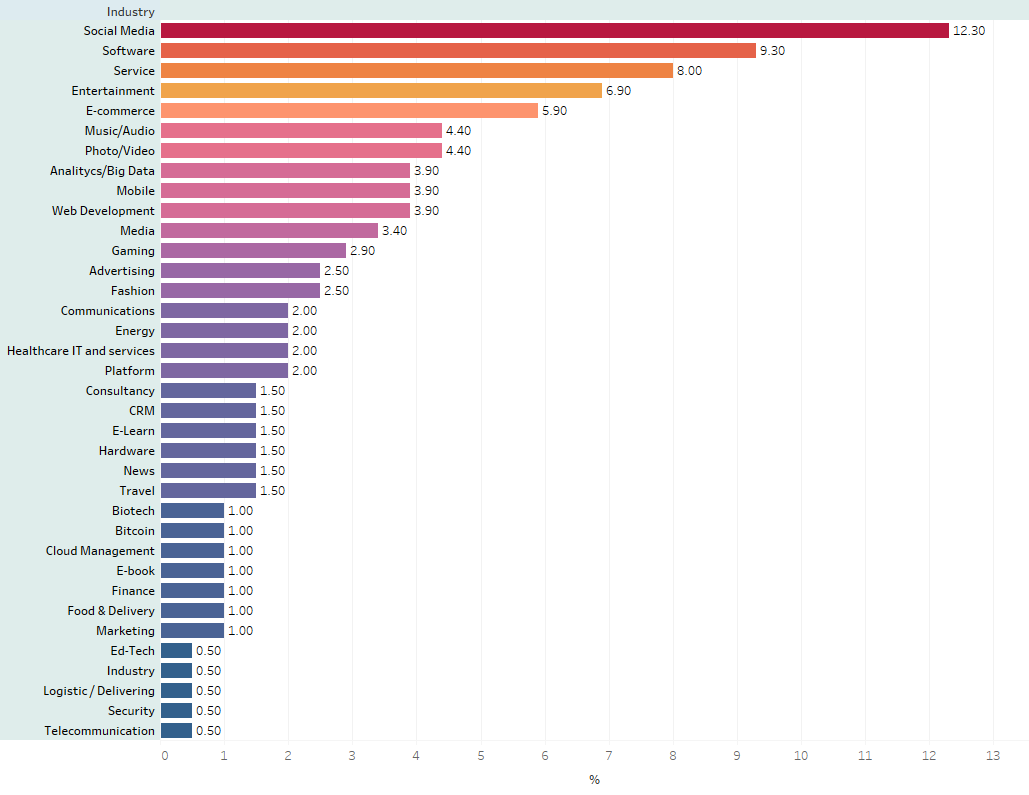 Industry
Social Media 12.30
Software 9.30
Service 8.00
Entertainment 6.90
E-commerce 5.90
Music/Audio 4.40
Photo/Video 4.40
Analitycs/Big Data 3.90
Mobile 3.90
Web Development 3.90
Media 3.40
Gaming 2.90
Advertising 2.50
Fashion 2.50
Communications 2.00
Energy 2.00
Healthcare IT and services 2.00
Platform 2.00
Consultancy 1.50
CRM 1.50
E-Learn 1.50
Hardware 1.50
News 1.50
Travel 1.50
Biotech 1.00
Bitcoin 1.00
Cloud Management 1.00
E-book 1.00
Finance 1.00
Food & Delivery 1.00
Marketing 1.00
Ed-Tech 0.50
Industry 0.50
Logistic / Delivering 0.50
Security 0.50
Telecommunication 0.50
0 1 2 3 4 5 6 7 8 9 10 11 12 13
%